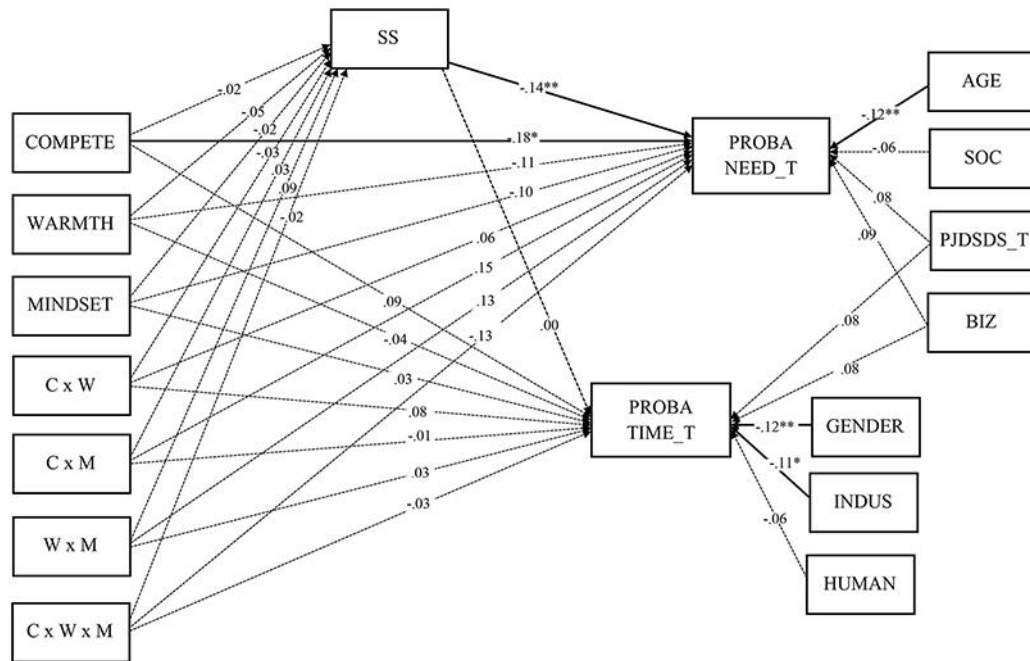 SS
-.14**
AGE
-.12**
-.02
COMPETE
-.05
-.02
-.18*
PROBA
NEED_T
-.06
SOC
-.03
-.11
.03
-.10
.09
-.02
WARMTH
.08
PJDSDS_T
.06
.09
MINDSET
.15
.09
.13
-.13
.00
.08
BIZ
-.04
C x W
.03
.08
.08
PROBA
TIME_T
-.12**
GENDER
C x M
-.01
.03
-.11*
-.03
INDUS
W x M
-.06
HUMAN
C x W x M